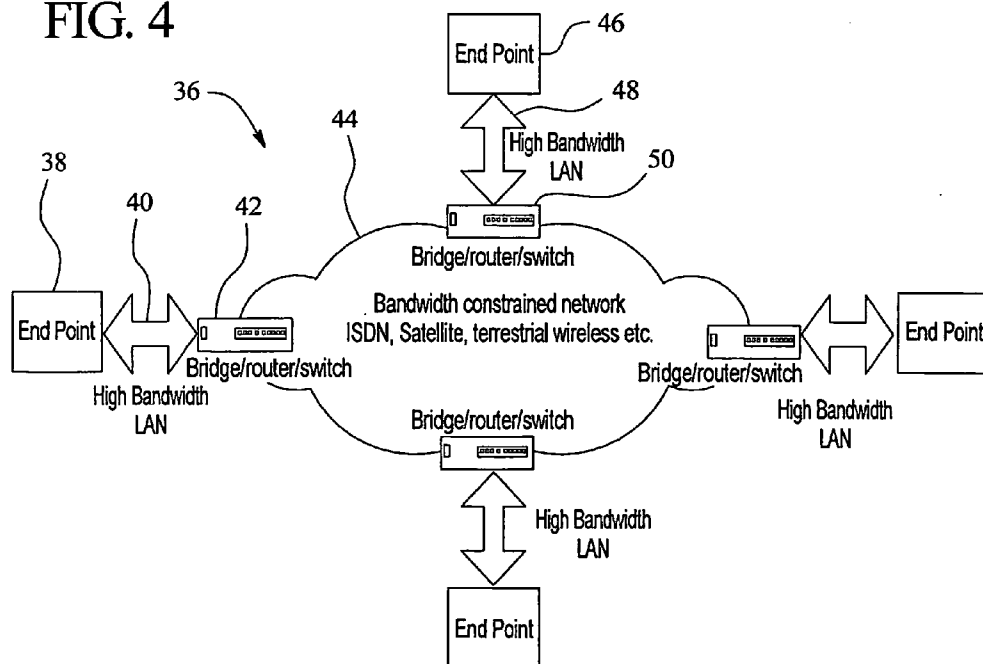 FIG. 4
End Point
46
36
48
High Bandwidth
LAN
38
40
42
44
50
Bridge/router/switch
Bandwidth constrained network
ISDN, Satellite, terrestrial wireless etc.
End Point
Bridge/router/switch
High Bandwidth
LAN
End Point
Bridge/router/switch
High Bandwidth
LAN
Bridge/router/switch
High Bandwidth
LAN
End Point